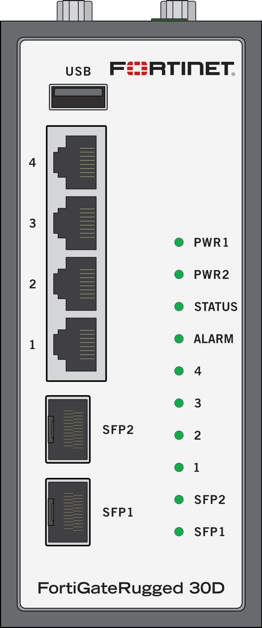 USB
FORTINET
4
3
2
1
SFP2
SFP1
PWR1
PWR2
STATUS
ALARM
4
3
2
1
SFP2
SFP1
FortiGateRugged 30D